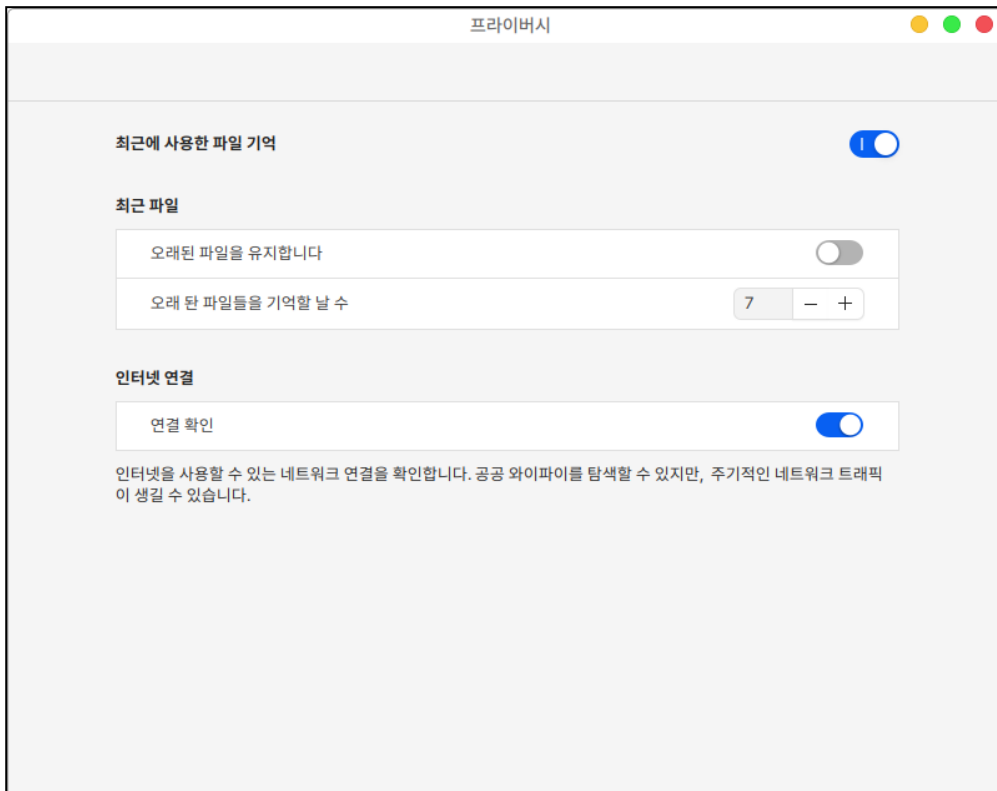 프라이버시
최근에 사용한 파일 기억
최근 파일
오래된 파일을 유지합니다
오래 돤 파일들을 기억할 날 수
7 − +
인터넷 연결
연결 확인
인터넷을 사용할 수 있는 네트워크 연결을 확인합니다. 공공 와이파이를 탐색할 수 있지만, 주기적인 네트워크 트래픽
이 생길 수 있습니다.